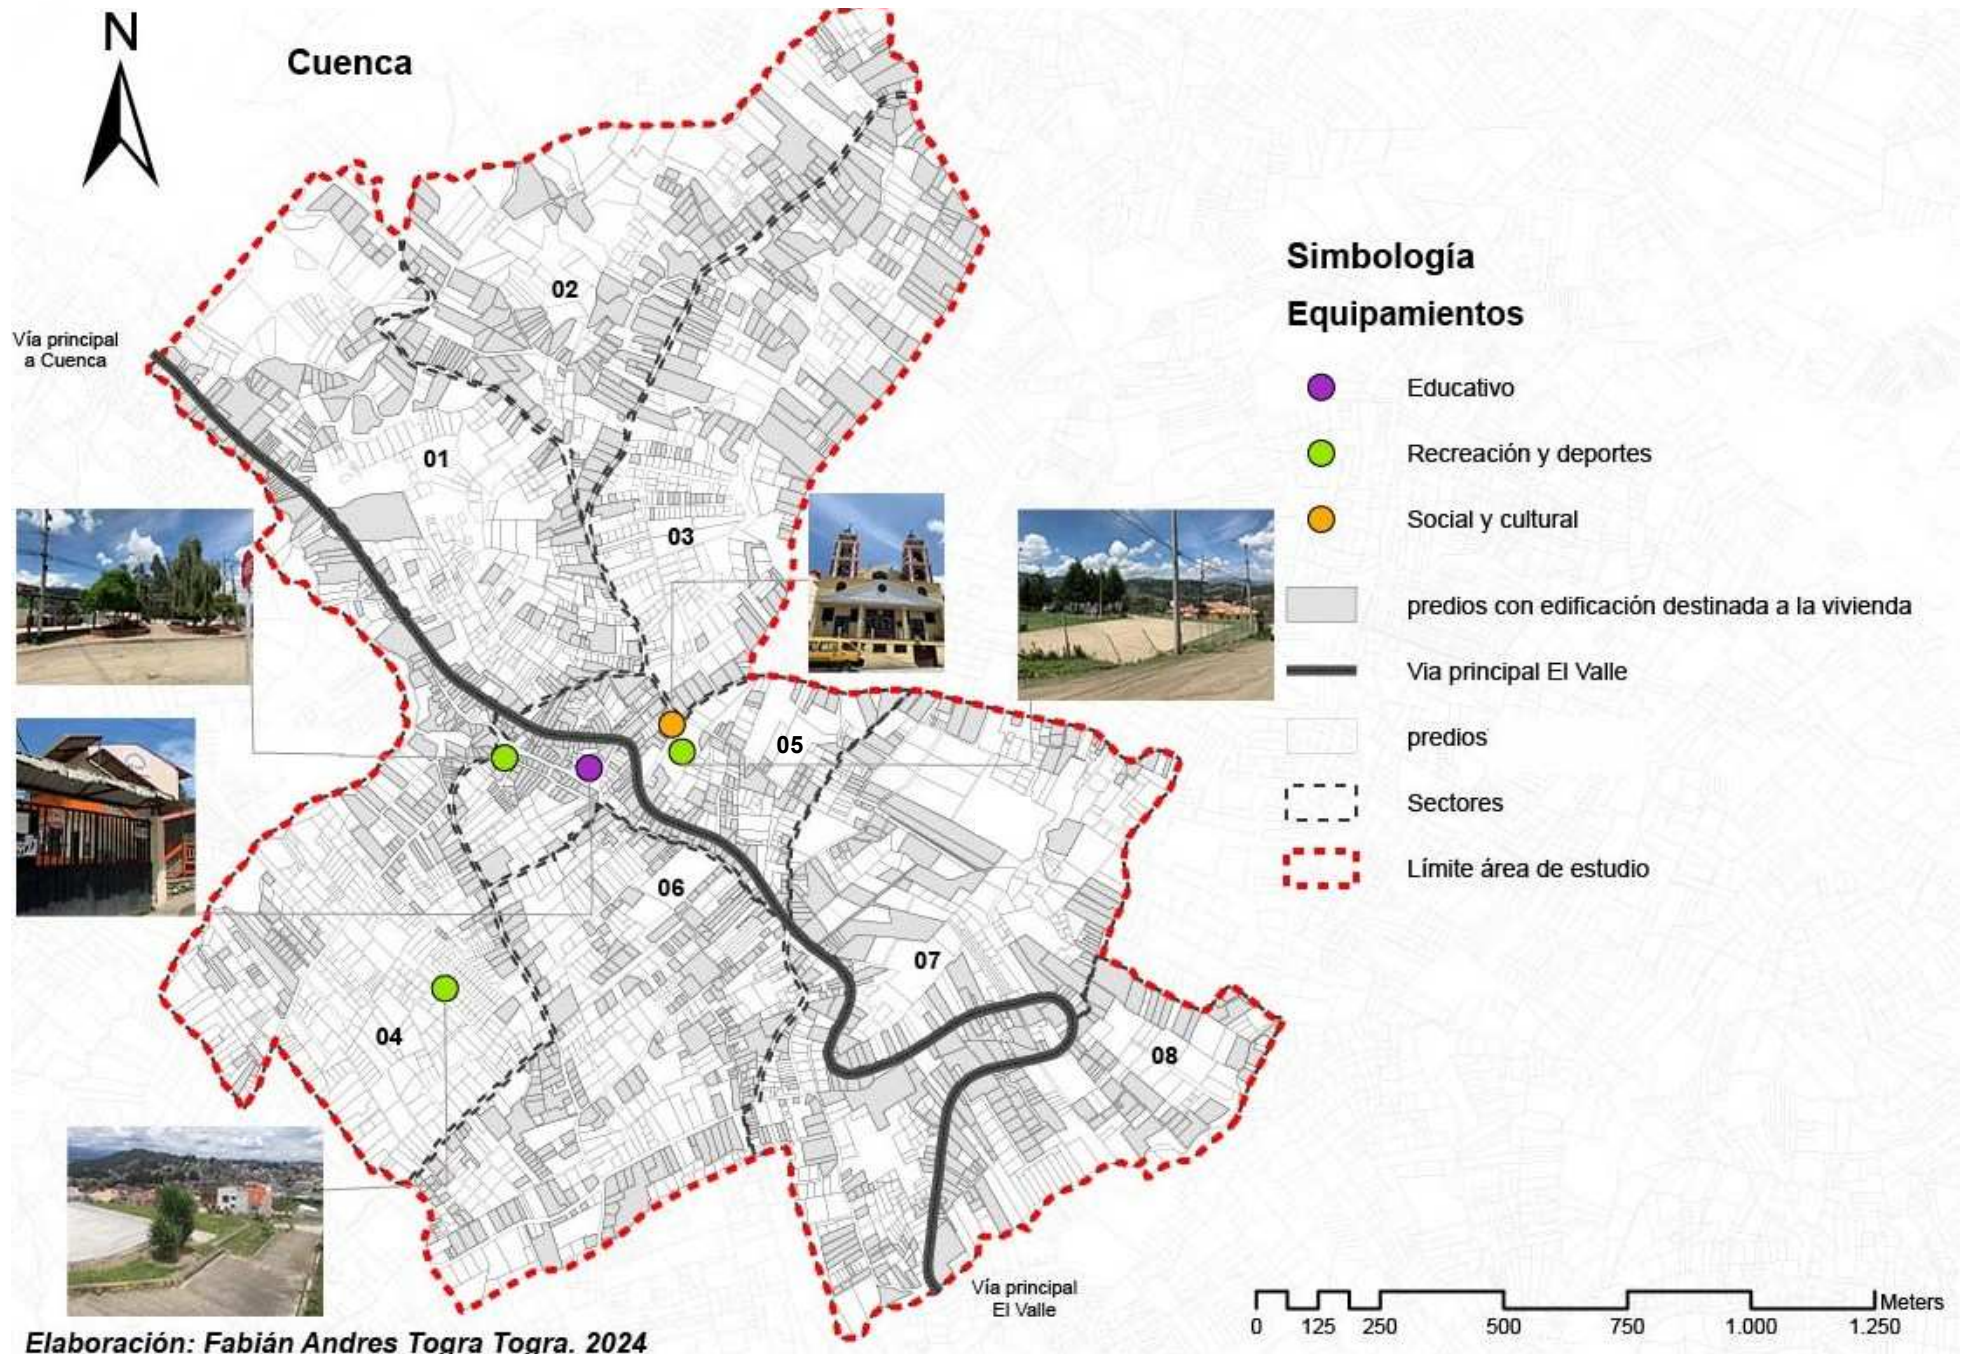 N
Cuenca
Vía principal
a Cuenca
02
01
03
05
06
07
04
08
Vía principal
El Valle
Simbología
Equipamientos
Educativo
Recreación y deportes
Social y cultural
predios con edificación destinada a la vivienda
Via principal El Valle
predios
Sectores
Límite área de estudio
Meters
0 125 250 500 750 1.000 1.250
Elaboración: Fabián Andres Togra Togra. 2024